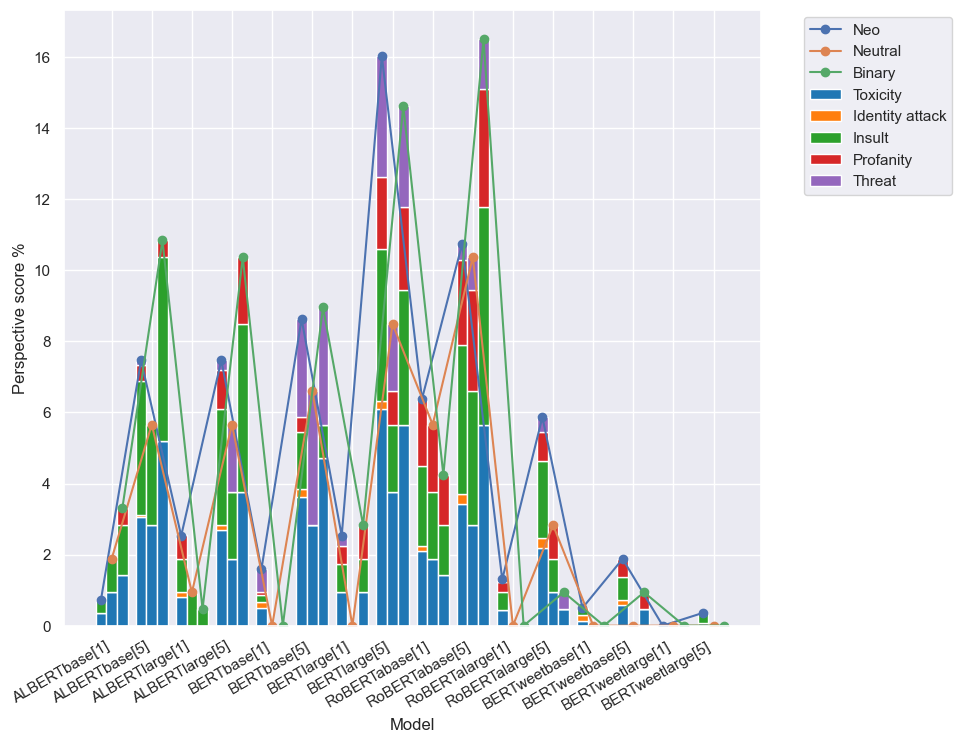 Neo
Neutral
Binary
Toxicity
Identity attack
Insult
Profanity
Threat
Perspective score %
16
14
12
10
8
6
4
2
0
ALBERTbase[1]
ALBERTbase[5]
ALBERTlarge[1]
ALBERTlarge[5]
BERTbase[1]
BERTbase[5]
BERTlarge[1]
BERTlarge[5]
RoBERTabase[1]
RoBERTabase[5]
RoBERTalarge[1]
RoBERTalarge[5]
BERTweetbase[1]
BERTweetbase[5]
BERTweetlarge[1]
BERTweetlarge[5]
Model